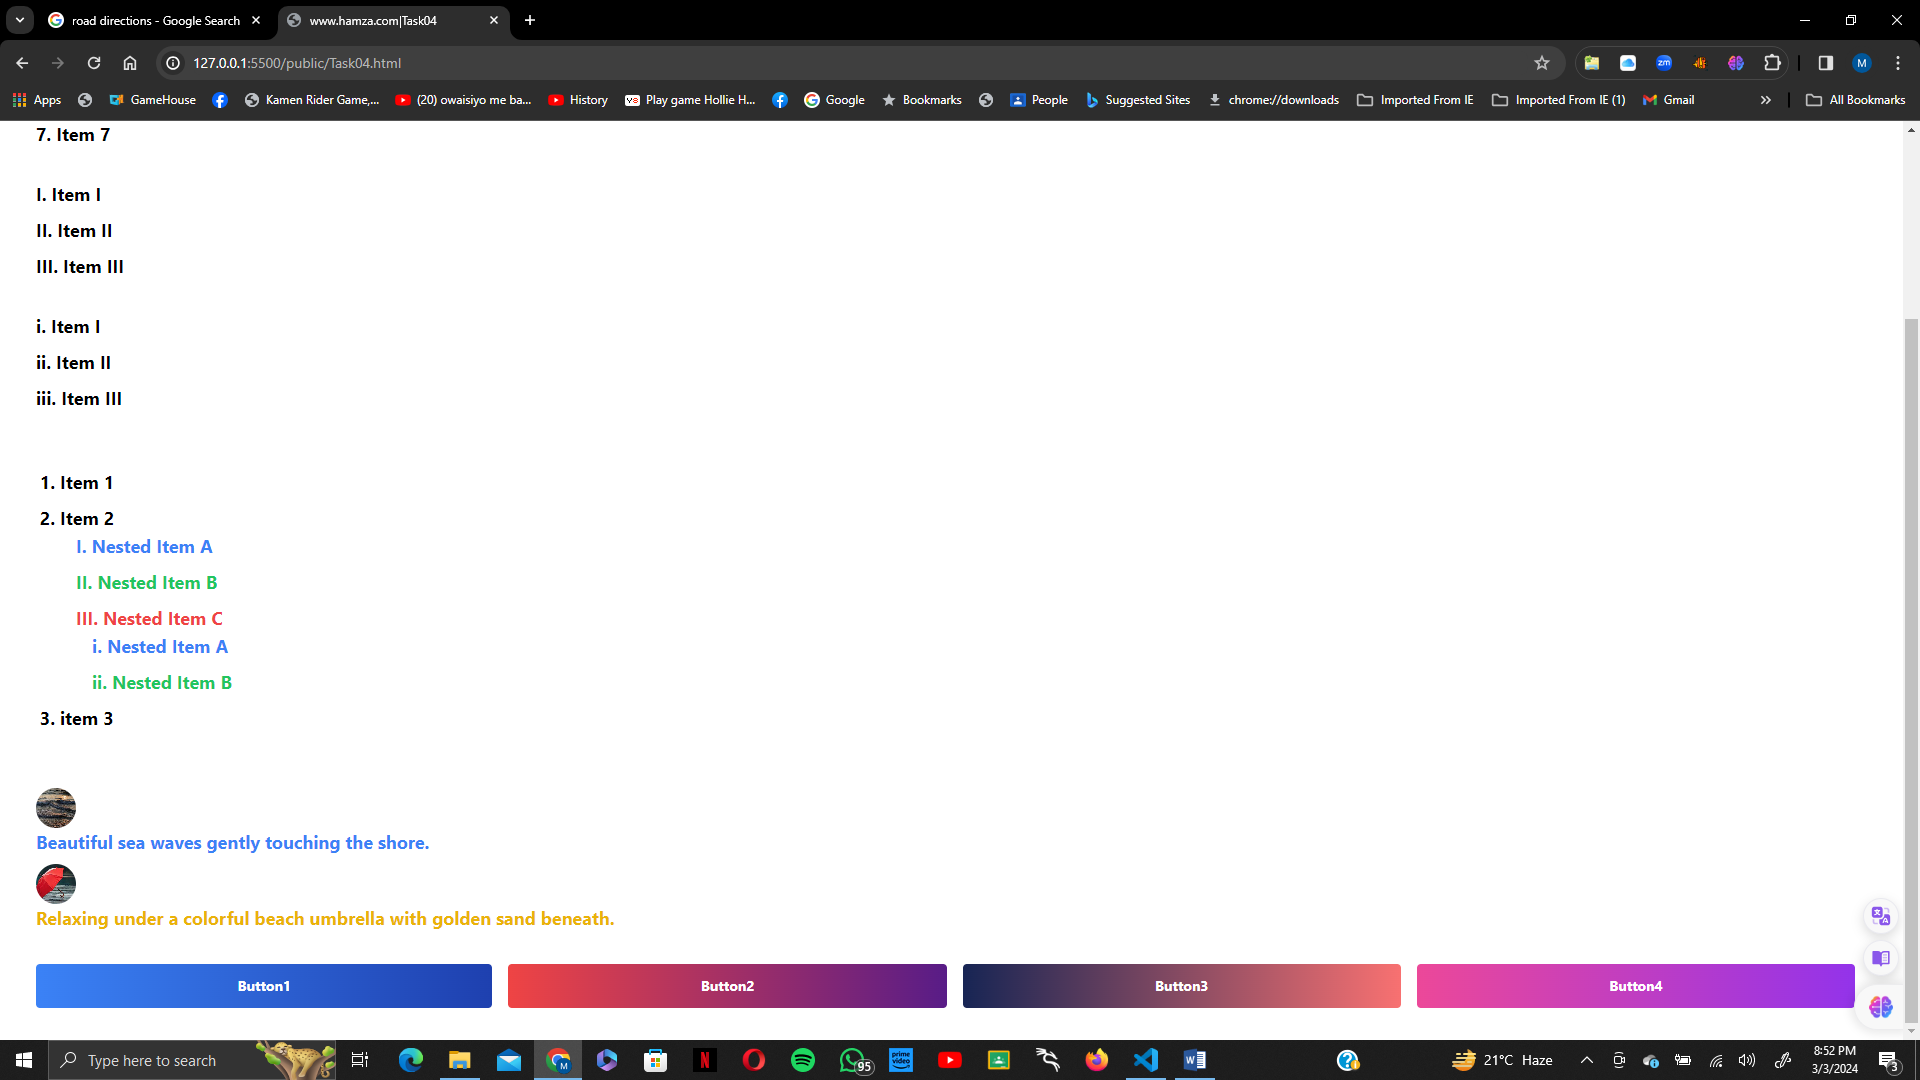 road directions - Google Search
www.hamza.com|Task04
127.0.0.1:5500/public/Task04.html
Apps
GameHouse
Kamen Rider Game,...
(20) owaisiyo me ba...
History
Play game Hollie H...
Google
Bookmarks
People
Suggested Sites
chrome://downloads
Imported From IE
Imported From IE (1)
Gmail
All Bookmarks
zm
M
7. Item 7
I. Item I
II. Item II
III. Item III
i. Item I
ii. Item II
iii. Item III
1. Item 1
2. Item 2
I. Nested Item A
II. Nested Item B
III. Nested Item C
i. Nested Item A
ii. Nested Item B
3. item 3
Beautiful sea waves gently touching the shore.
Relaxing under a colorful beach umbrella with golden sand beneath.
Button1
Button2
Button3
Button4
Type here to search
M
N
95
prime video
21°C Haze
8:52 PM
3/3/2024
3